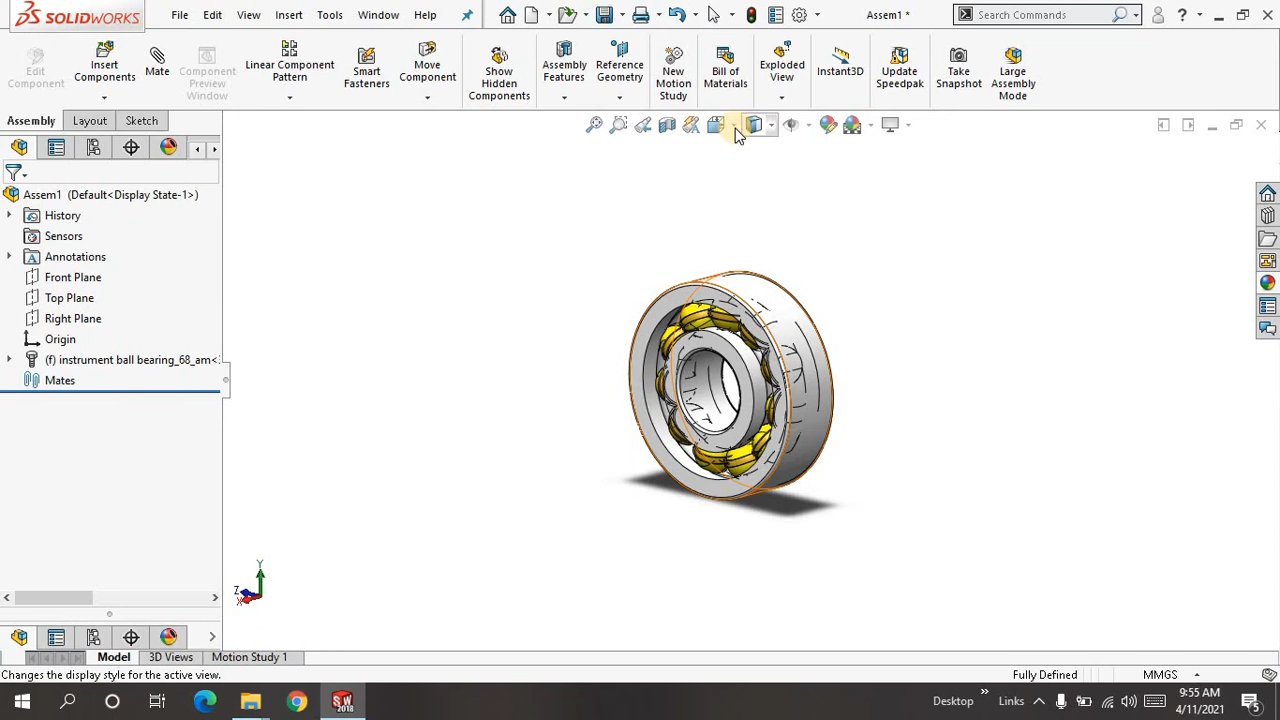 SOLIDWORKS File Edit View Insert Tools Window Help Assem1 * Search Commands ?
Edit Component
Insert Components
Mate
Component Preview Window
Linear Component Pattern
Smart Fasteners
Move Component
Show Hidden Components
Assembly Features
Reference Geometry
New Motion Study
Bill of Materials
Exploded View
Instant3D
Update Speedpak
Take Snapshot
Large Assembly Mode
Assembly Layout Sketch
Assem1 (Default<Display State-1>)
History
Sensors
Annotations
Front Plane
Top Plane
Right Plane
Origin
(f) instrument ball bearing_68_am<
Mates
Y
Z
X
Model 3D Views Motion Study 1
Changes the display style for the active view. Fully Defined MMGS
SW 2018 Desktop » Links 9:55 AM
4/11/2021 5